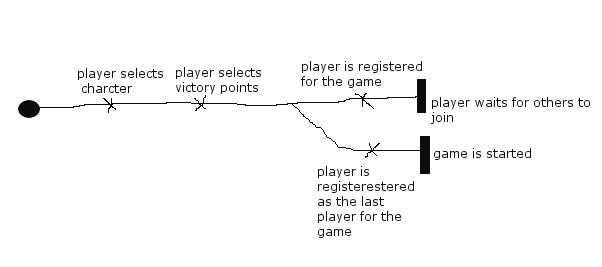 player selects
charcter
player selects
victory points
player is registered
for the game
player waits for others to
join
game is started
player is
registerestered
as the last
player for the
game